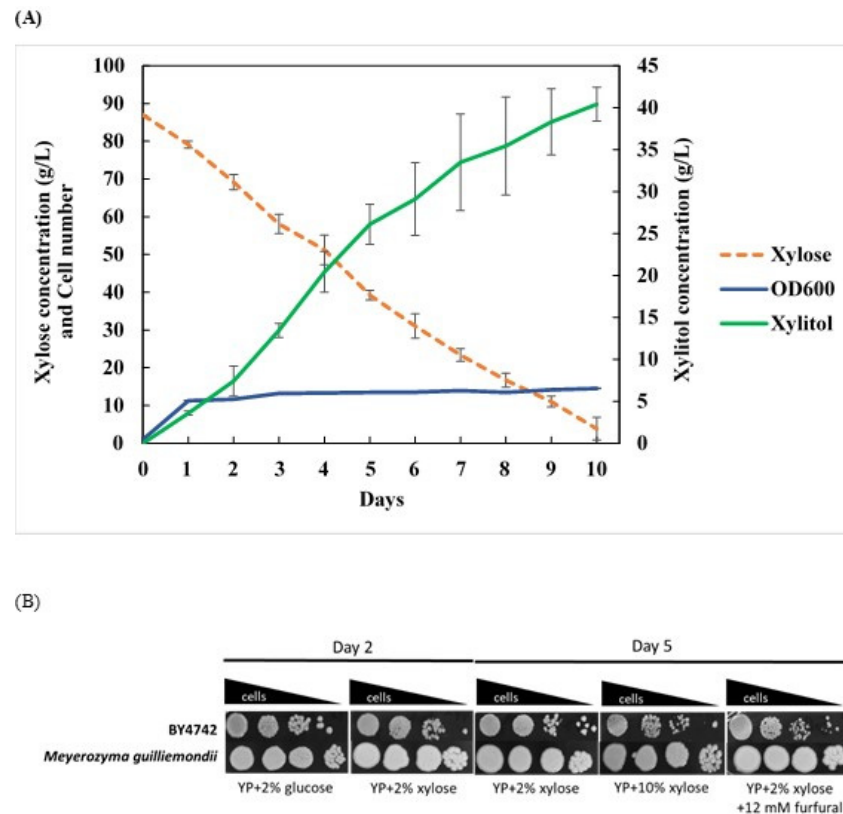 (A)
Xylose concentration (g/L)
and Cell number
100
90
80
70
60
50
40
30
20
10
0
0 1 2 3 4 5 6 7 8 9 10
Days
45
40
35
30
25
20
15
10
5
0
Xylitol concentration (g/L)
Xylose
OD600
Xylitol
(B)
Day 2 Day 5
cells cells cells cells cells
BY4742
Meyerozyma guilliemondii
YP+2% glucose YP+2% xylose YP+2% xylose YP+10% xylose YP+2% xylose
+12 mM furfural